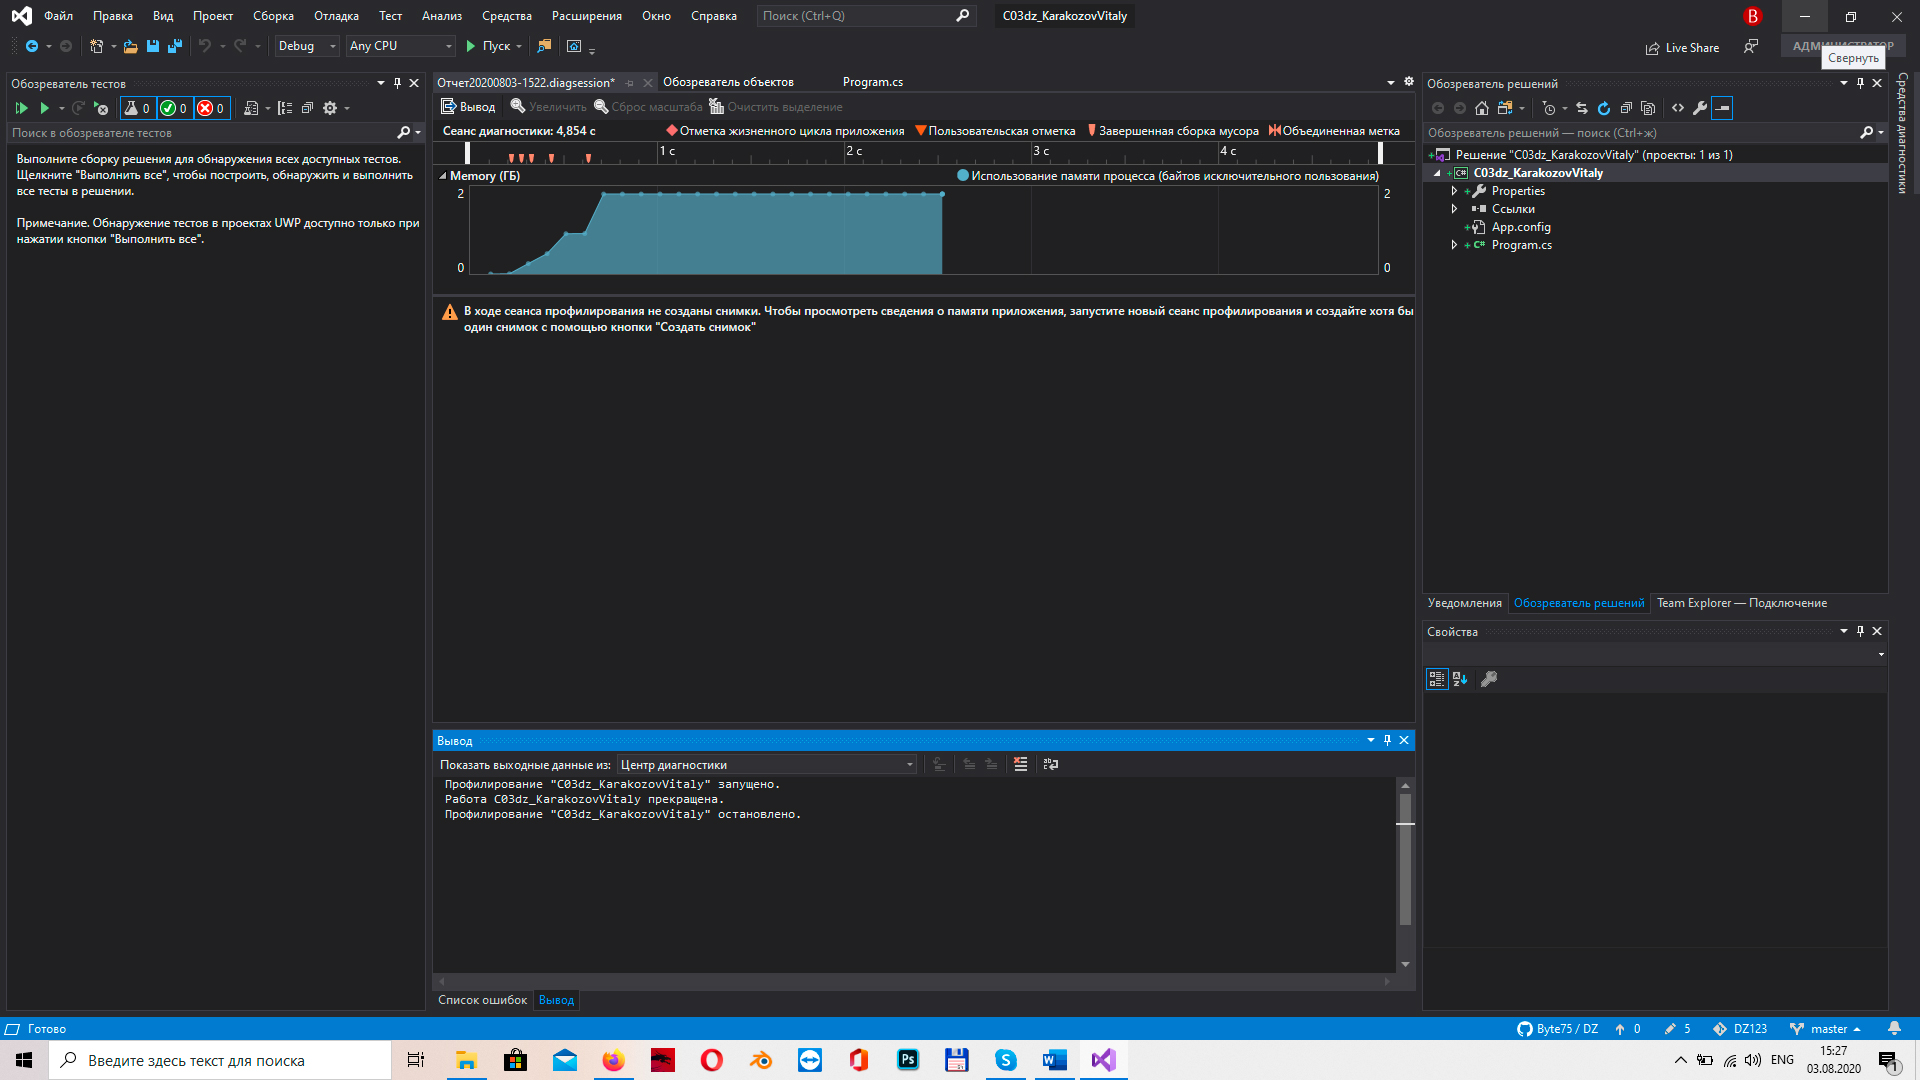 Файл Правка Вид Проект Сборка Отладка Тест Анализ Средства Расширения Окно Справка Поиск (Ctrl+Q) C03dz_KarakozovVitaly B
Debug Any CPU Пуск Live Share АДМИНИСТРАТОР
Свернуть
Обозреватель тестов
0 0 0
Поиск в обозревателе тестов
Выполните сборку решения для обнаружения всех доступных тестов.
Щелкните "Выполнить все", чтобы построить, обнаружить и выполнить
все тесты в решении.
Примечание. Обнаружение тестов в проектах UWP доступно только при
нажатии кнопки "Выполнить все".
Отчет20200803-1522.diagsession* Обозреватель объектов Program.cs
Вывод Увеличить Сброс масштаба Очистить выделение
Сеанс диагностики: 4,854 с Отметка жизненного цикла приложения Пользовательская отметка Завершенная сборка мусора Объединенная метка
1 с 2 с 3 с 4 с
Memory (ГБ) Использование памяти процесса (байтов исключительного пользования)
2 2
0 0
В ходе сеанса профилирования не созданы снимки. Чтобы просмотреть сведения о памяти приложения, запустите новый сеанс профилирования и создайте хотя бы
один снимок с помощью кнопки "Создать снимок"
Вывод
Показать выходные данные из: Центр диагностики
Профилирование "C03dz_KarakozovVitaly" запущено.
Работа C03dz_KarakozovVitaly прекращена.
Профилирование "C03dz_KarakozovVitaly" остановлено.
Список ошибок Вывод
Обозреватель решений
Обозреватель решений — поиск (Ctrl+ж)
Решение "C03dz_KarakozovVitaly" (проекты: 1 из 1)
C# C03dz_KarakozovVitaly
Properties
Ссылки
App.config
C# Program.cs
Уведомления Обозреватель решений Team Explorer — Подключение
Свойства
Средства диагностики
Готово Byte75 / DZ 0 5 DZ123 master
Введите здесь текст для поиска Ps S W ENG 15:27
03.08.2020 1